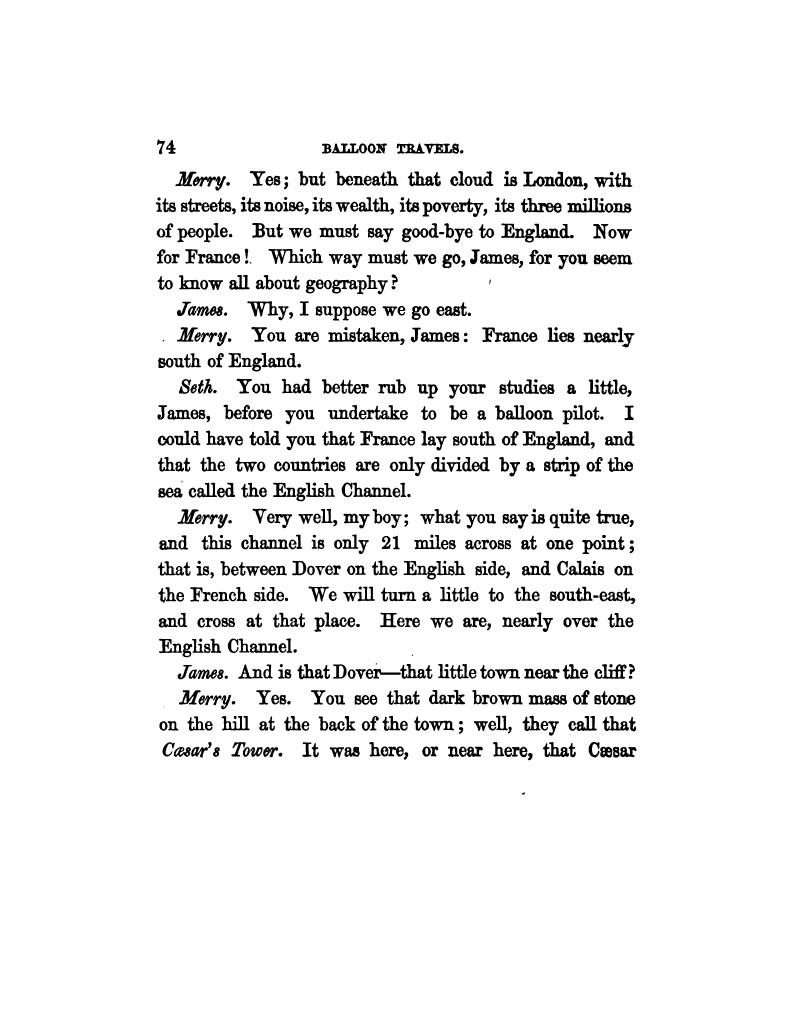 74 BALLOON TRAVELS.
Merry. Yes; but beneath that cloud is London, with
its streets, its noise, its wealth, its poverty, its three millions
of people. But we must say good-bye to England. Now
for France! Which way must we go, James, for you seem
to know all about geography?
James. Why, I suppose we go east.
Merry. You are mistaken, James: France lies nearly
south of England.
Seth. You had better rub up your studies a little,
James, before you undertake to be a balloon pilot. I
could have told you that France lay south of England, and
that the two countries are only divided by a strip of the
sea called the English Channel.
Merry. Very well, my boy; what you say is quite true,
and this channel is only 21 miles across at one point;
that is, between Dover on the English side, and Calais on
the French side. We will turn a little to the south-east,
and cross at that place. Here we are, nearly over the
English Channel.
James. And is that Dover—that little town near the cliff?
Merry. Yes. You see that dark brown mass of stone
on the hill at the back of the town; well, they call that
Cæsar's Tower. It was here, or near here, that Cæsar